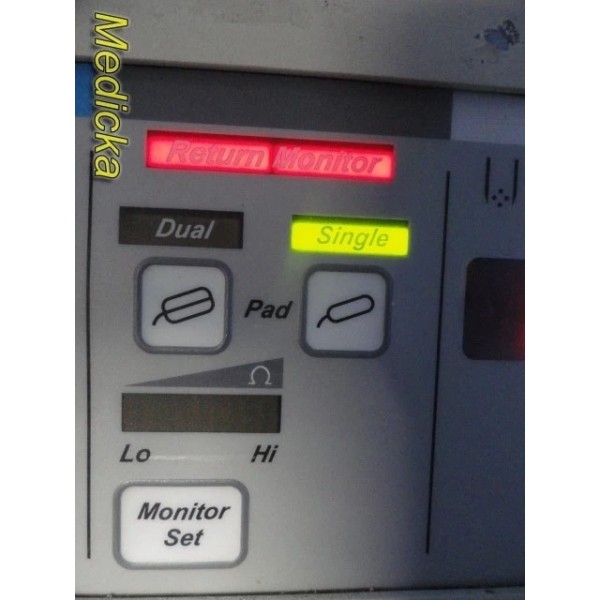 Medicka
Return Monitor
Dual
Single
Pad
Ω
Lo
Hi
Monitor
Set